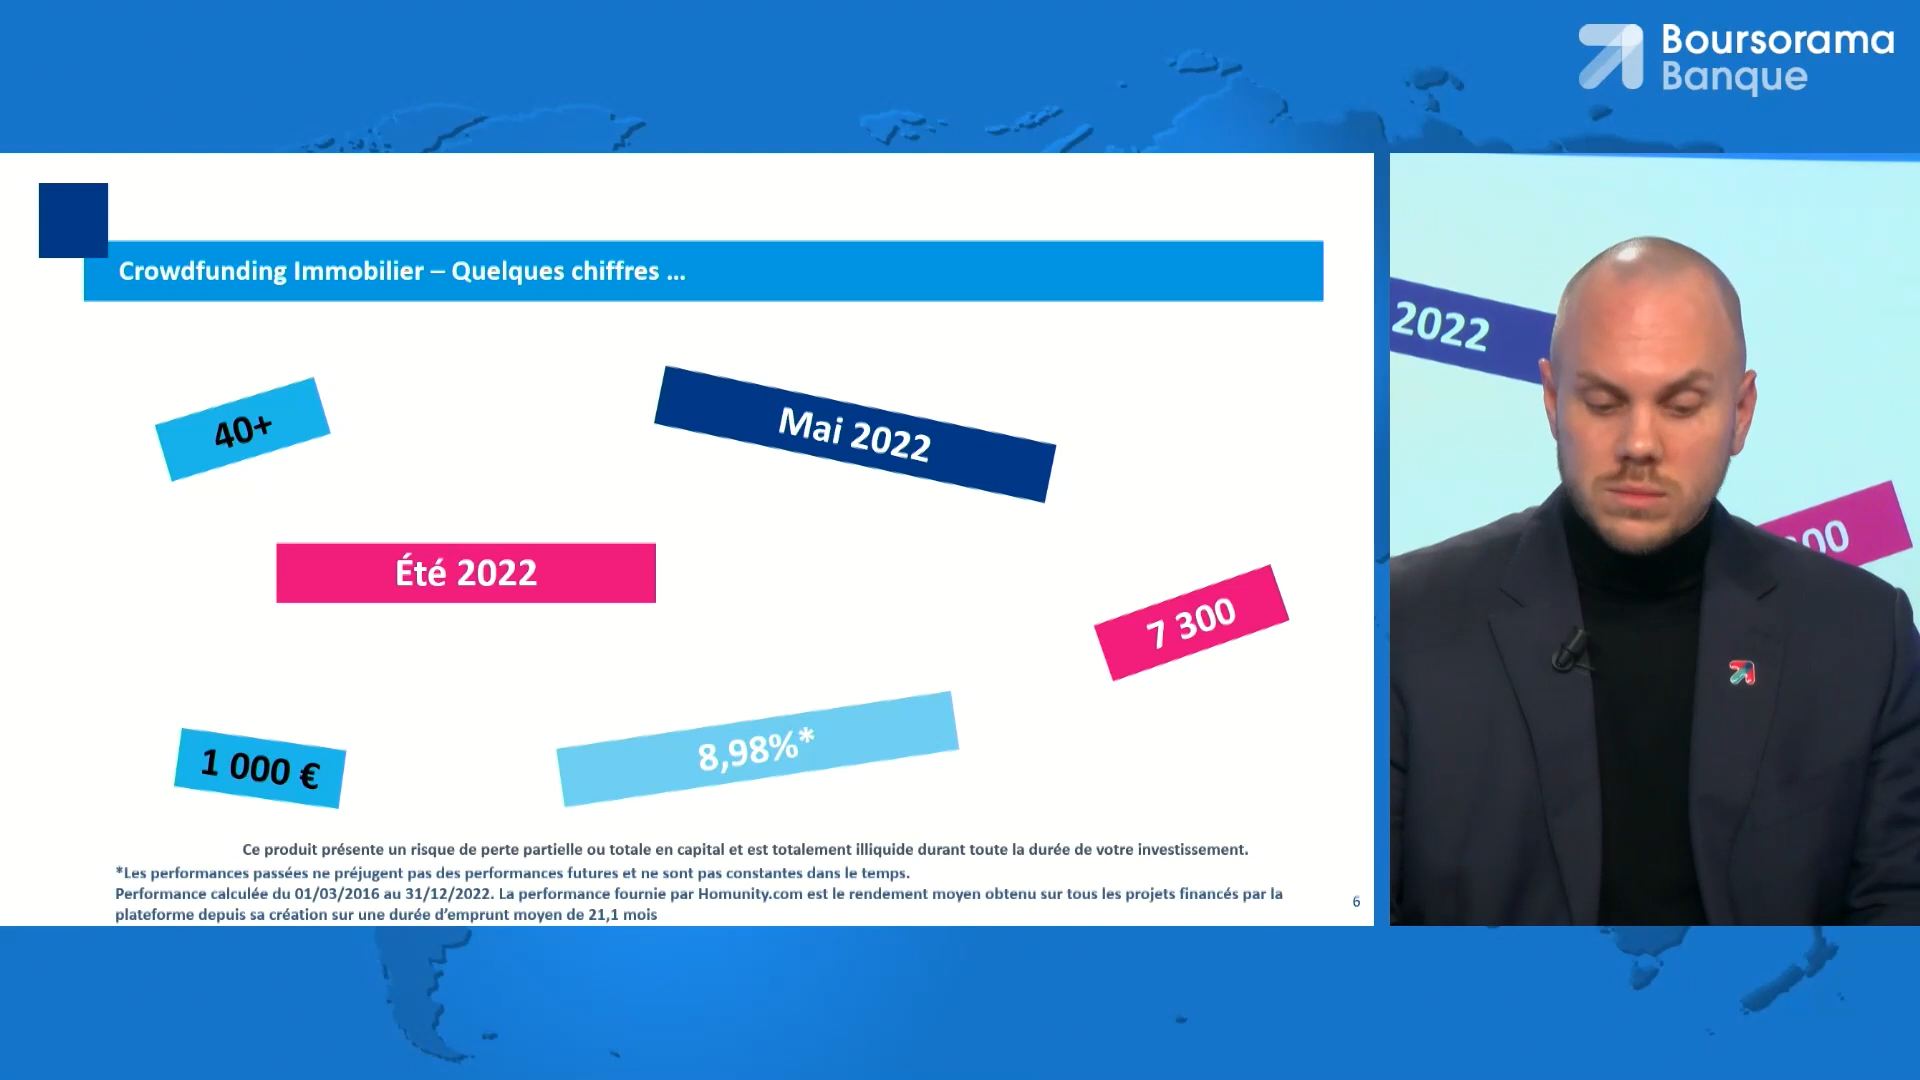 Boursorama
Banque
Crowdfunding Immobilier – Quelques chiffres ...
40+
Mai 2022
Été 2022
7 300
1 000 €
8,98%*
Ce produit présente un risque de perte partielle ou totale en capital et est totalement illiquide durant toute la durée de votre investissement.
*Les performances passées ne préjugent pas des performances futures et ne sont pas constantes dans le temps.
Performance calculée du 01/03/2016 au 31/12/2022. La performance fournie par Homunity.com est le rendement moyen obtenu sur tous les projets financés par la
plateforme depuis sa création sur une durée d'emprunt moyen de 21,1 mois
6
2022
00